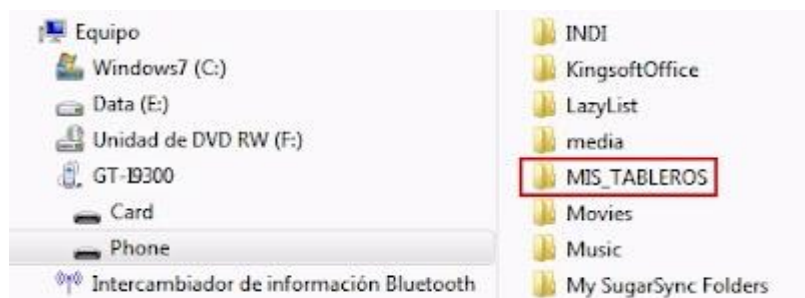 Equipo
Windows7 (C:)
Data (E:)
Unidad de DVD RW (F:)
GT-I9300
Card
Phone
Intercambiador de información Bluetooth
INDI
KingsoftOffice
LazyList
media
MIS_TABLEROS
Movies
Music
My SugarSync Folders